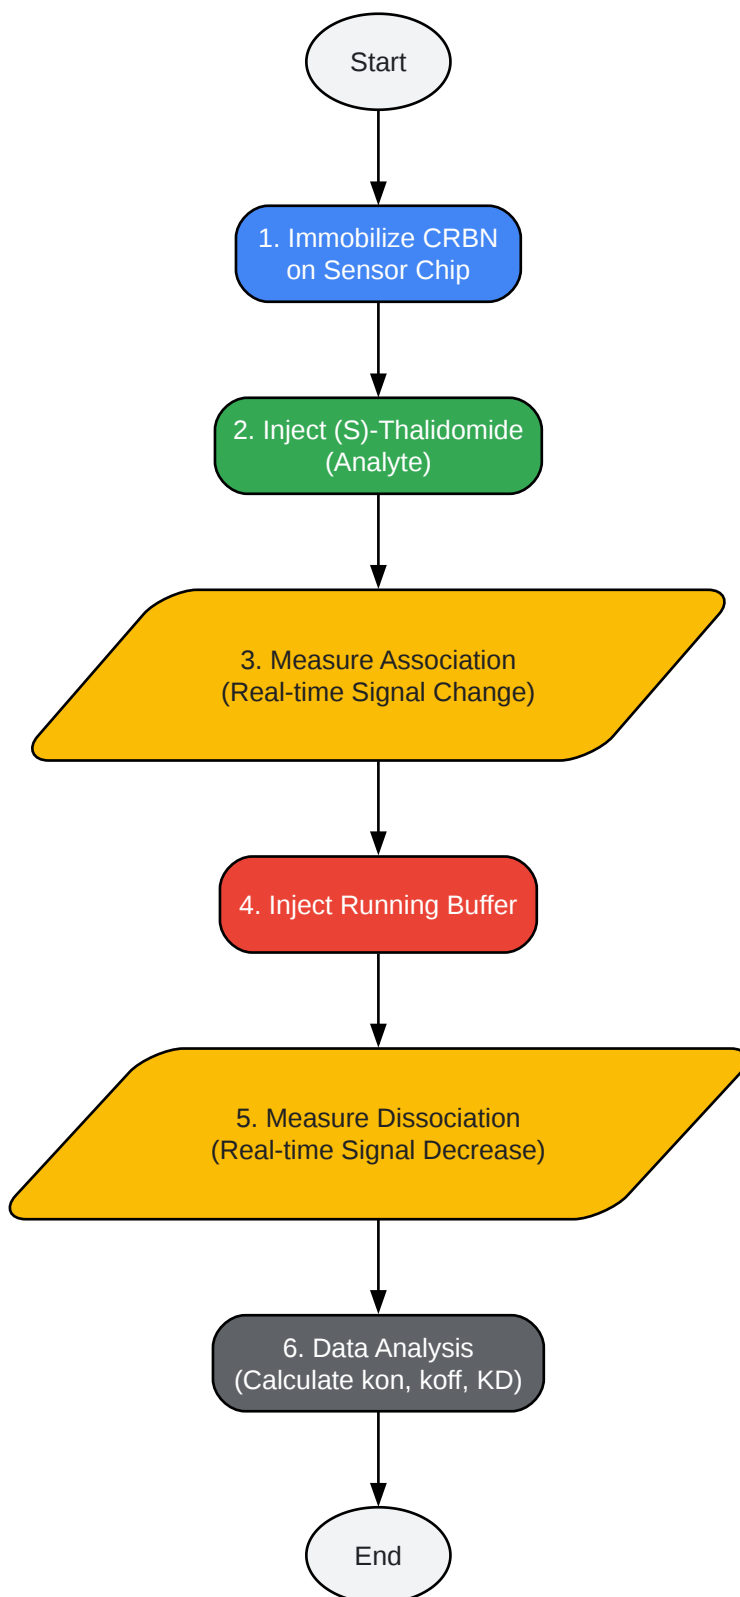 Start
1. Immobilize CRBN
on Sensor Chip
2. Inject (S)-Thalidomide
(Analyte)
3. Measure Association
(Real-time Signal Change)
4. Inject Running Buffer
5. Measure Dissociation
(Real-time Signal Decrease)
6. Data Analysis
(Calculate kon, koff, KD)
End